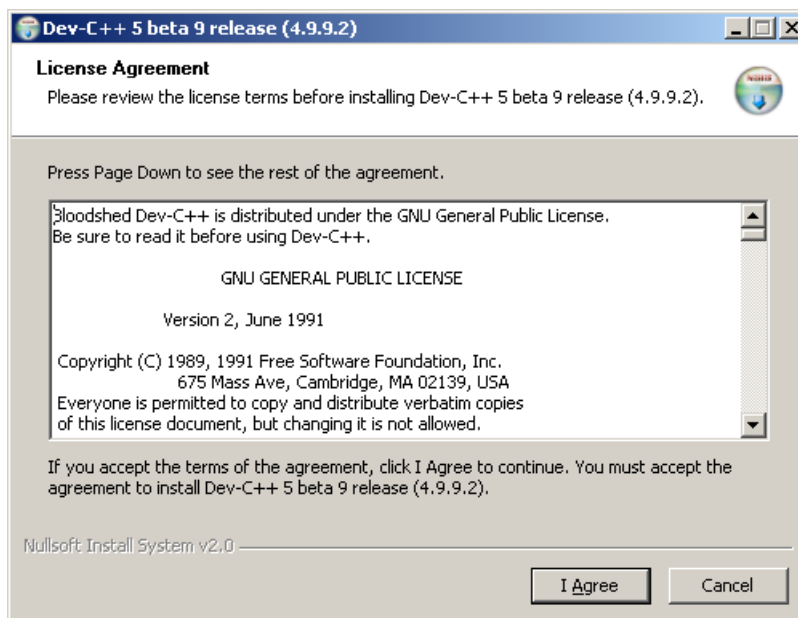 Dev-C++ 5 beta 9 release (4.9.9.2)
License Agreement
Please review the license terms before installing Dev-C++ 5 beta 9 release (4.9.9.2).
Press Page Down to see the rest of the agreement.
Bloodshed Dev-C++ is distributed under the GNU General Public License.
Be sure to read it before using Dev-C++.
GNU GENERAL PUBLIC LICENSE
Version 2, June 1991
Copyright (C) 1989, 1991 Free Software Foundation, Inc.
675 Mass Ave, Cambridge, MA 02139, USA
Everyone is permitted to copy and distribute verbatim copies
of this license document, but changing it is not allowed.
If you accept the terms of the agreement, click I Agree to continue. You must accept the
agreement to install Dev-C++ 5 beta 9 release (4.9.9.2).
Nullsoft Install System v2.0
I Agree
Cancel